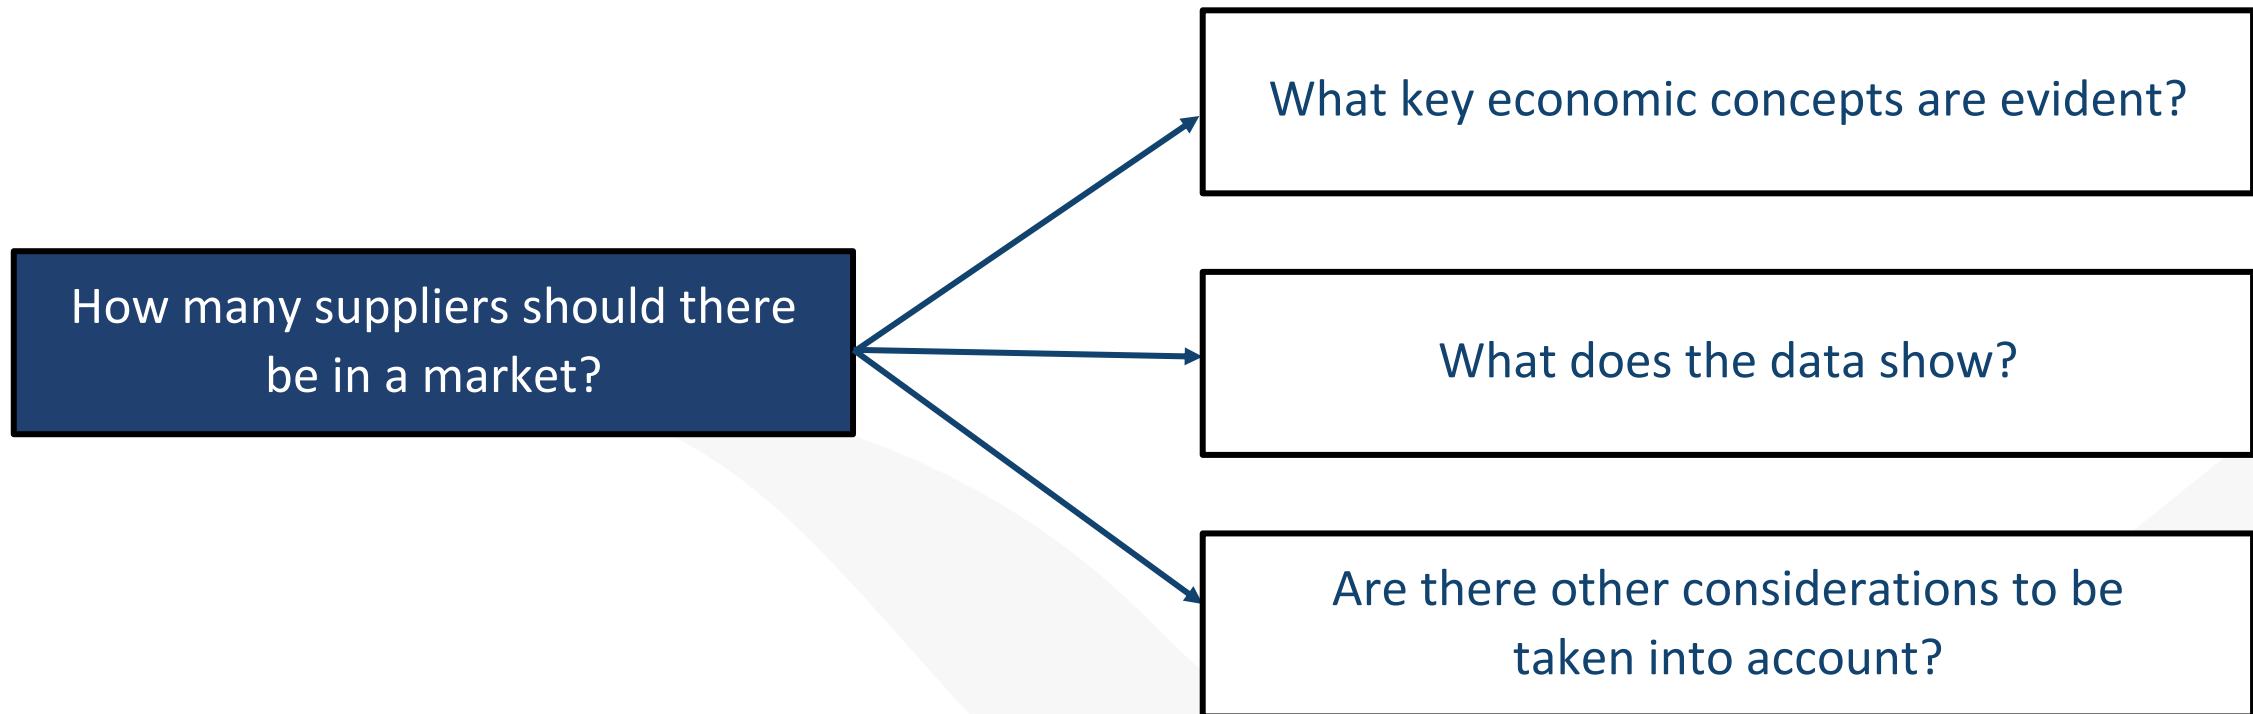 What key economic concepts are evident?
How many suppliers should there
be in a market?
What does the data show?
Are there other considerations to be
taken into account?